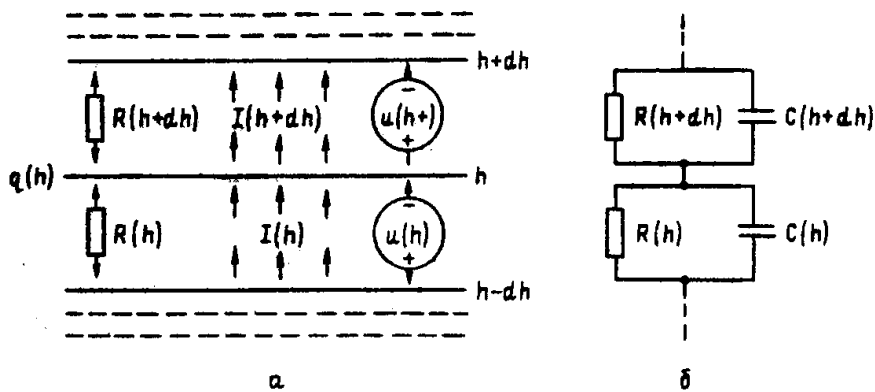 h+dh
R(h+dh) I(h+dh) u(h+)
R(h+dh) C(h+dh)
q(h) h
R(h) I(h) u(h)
R(h) C(h)
h-dh
а б